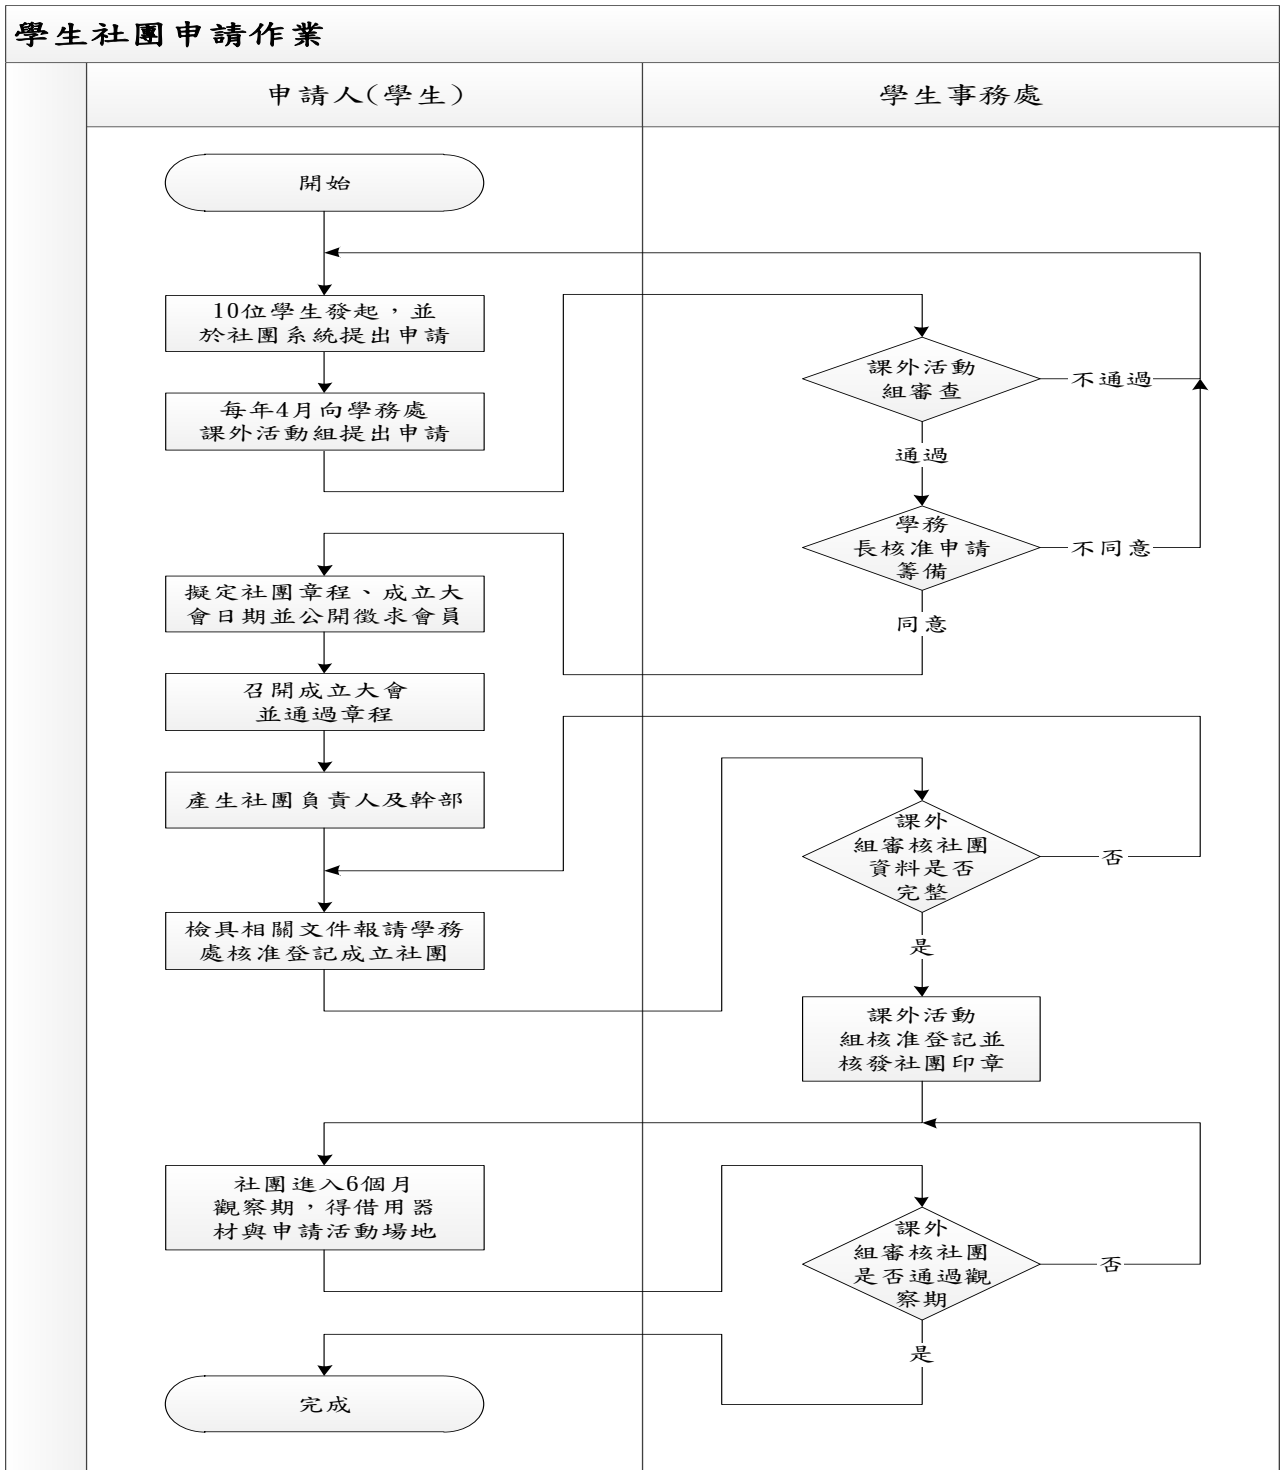 學生社團申請作業
申請人(學生)
學生事務處
開始
10位學生發起，並
於社團系統提出申請
每年4月向學務處
課外活動組提出申請
課外活動
組審查
不通過
通過
學務
長核准申請
籌備
不同意
同意
擬定社團章程、成立大
會日期並公開徵求會員
召開成立大會
並通過章程
產生社團負責人及幹部
課外
組審核社團
資料是否
完整
否
是
檢具相關文件報請學務
處核准登記成立社團
課外活動
組核准登記並
核發社團印章
社團進入6個月
觀察期，得借用器
材與申請活動場地
課外
組審核社團
是否通過觀
察期
否
是
完成